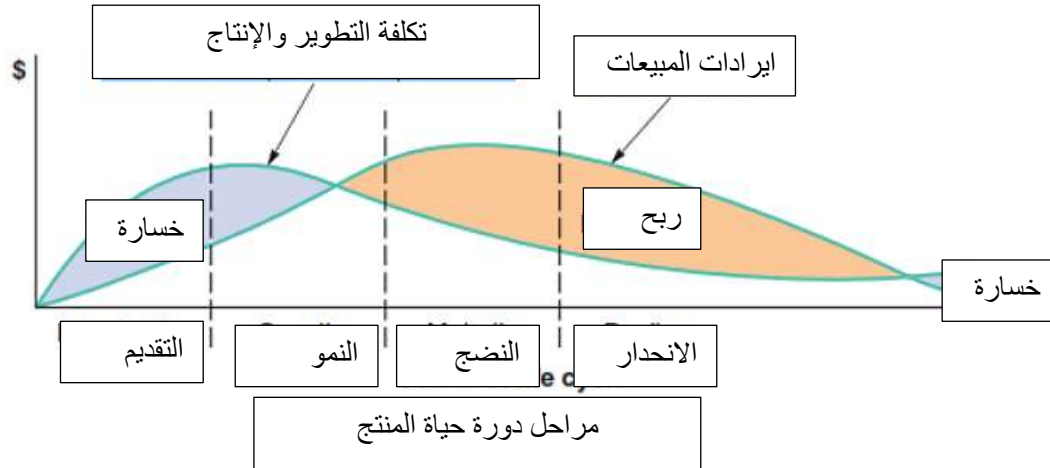 تكلفة التطوير والإنتاج
$
ايرادات المبيعات
ربح
خسارة
خسارة
التقديم
النمو
النضج
الانحدار
مراحل دورة حياة المنتج